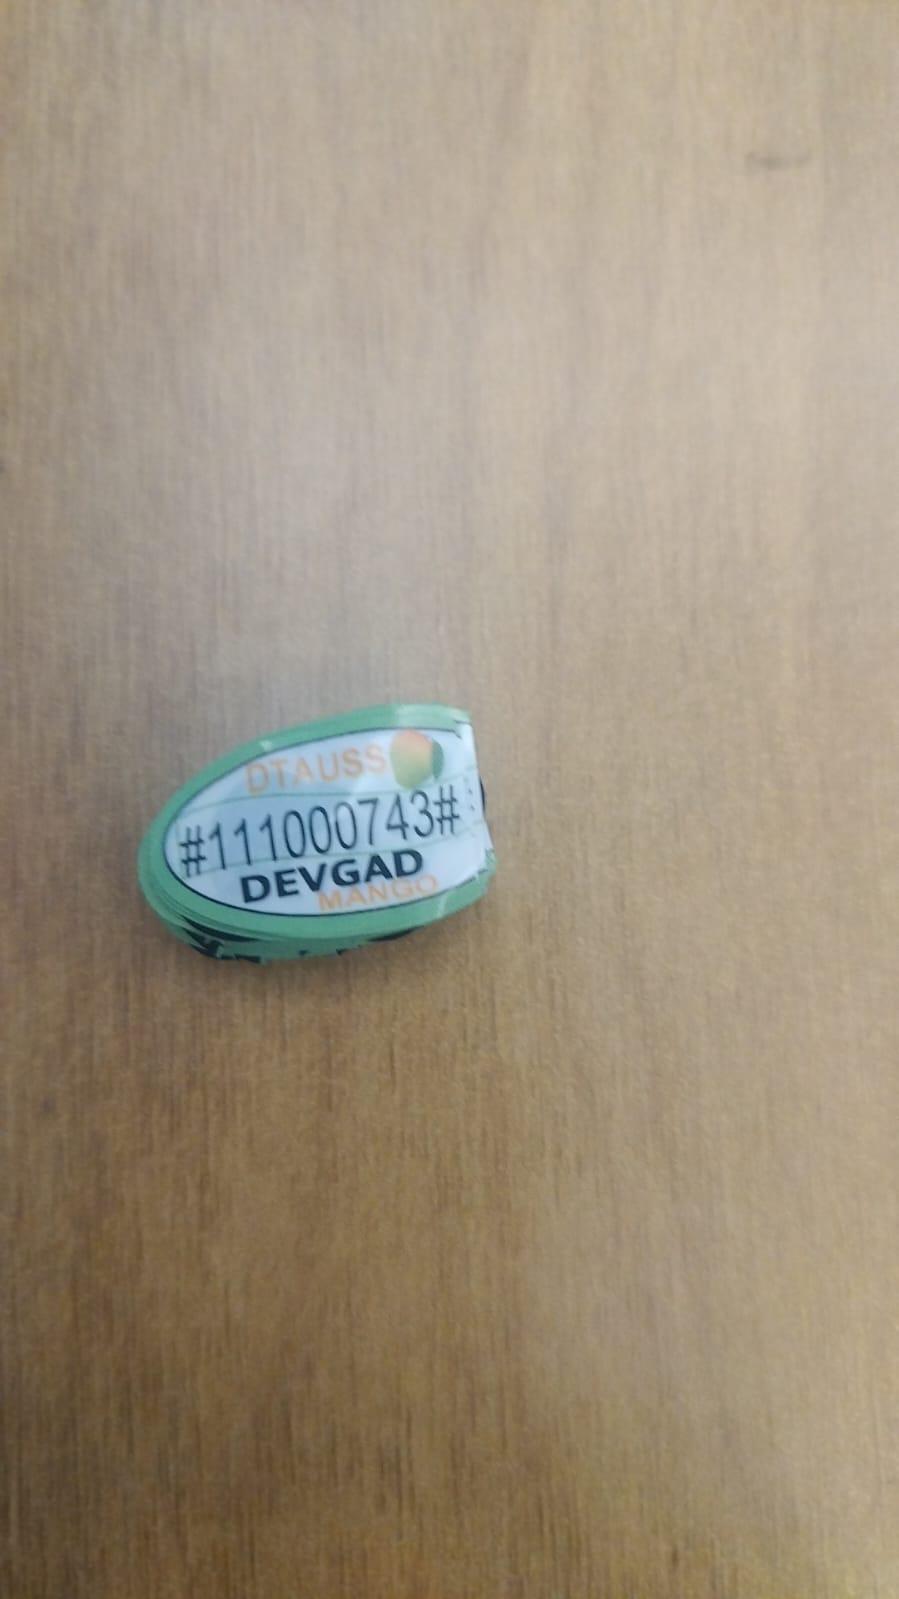 DTAUSS
#111000743#
DEVGAD
MANGO